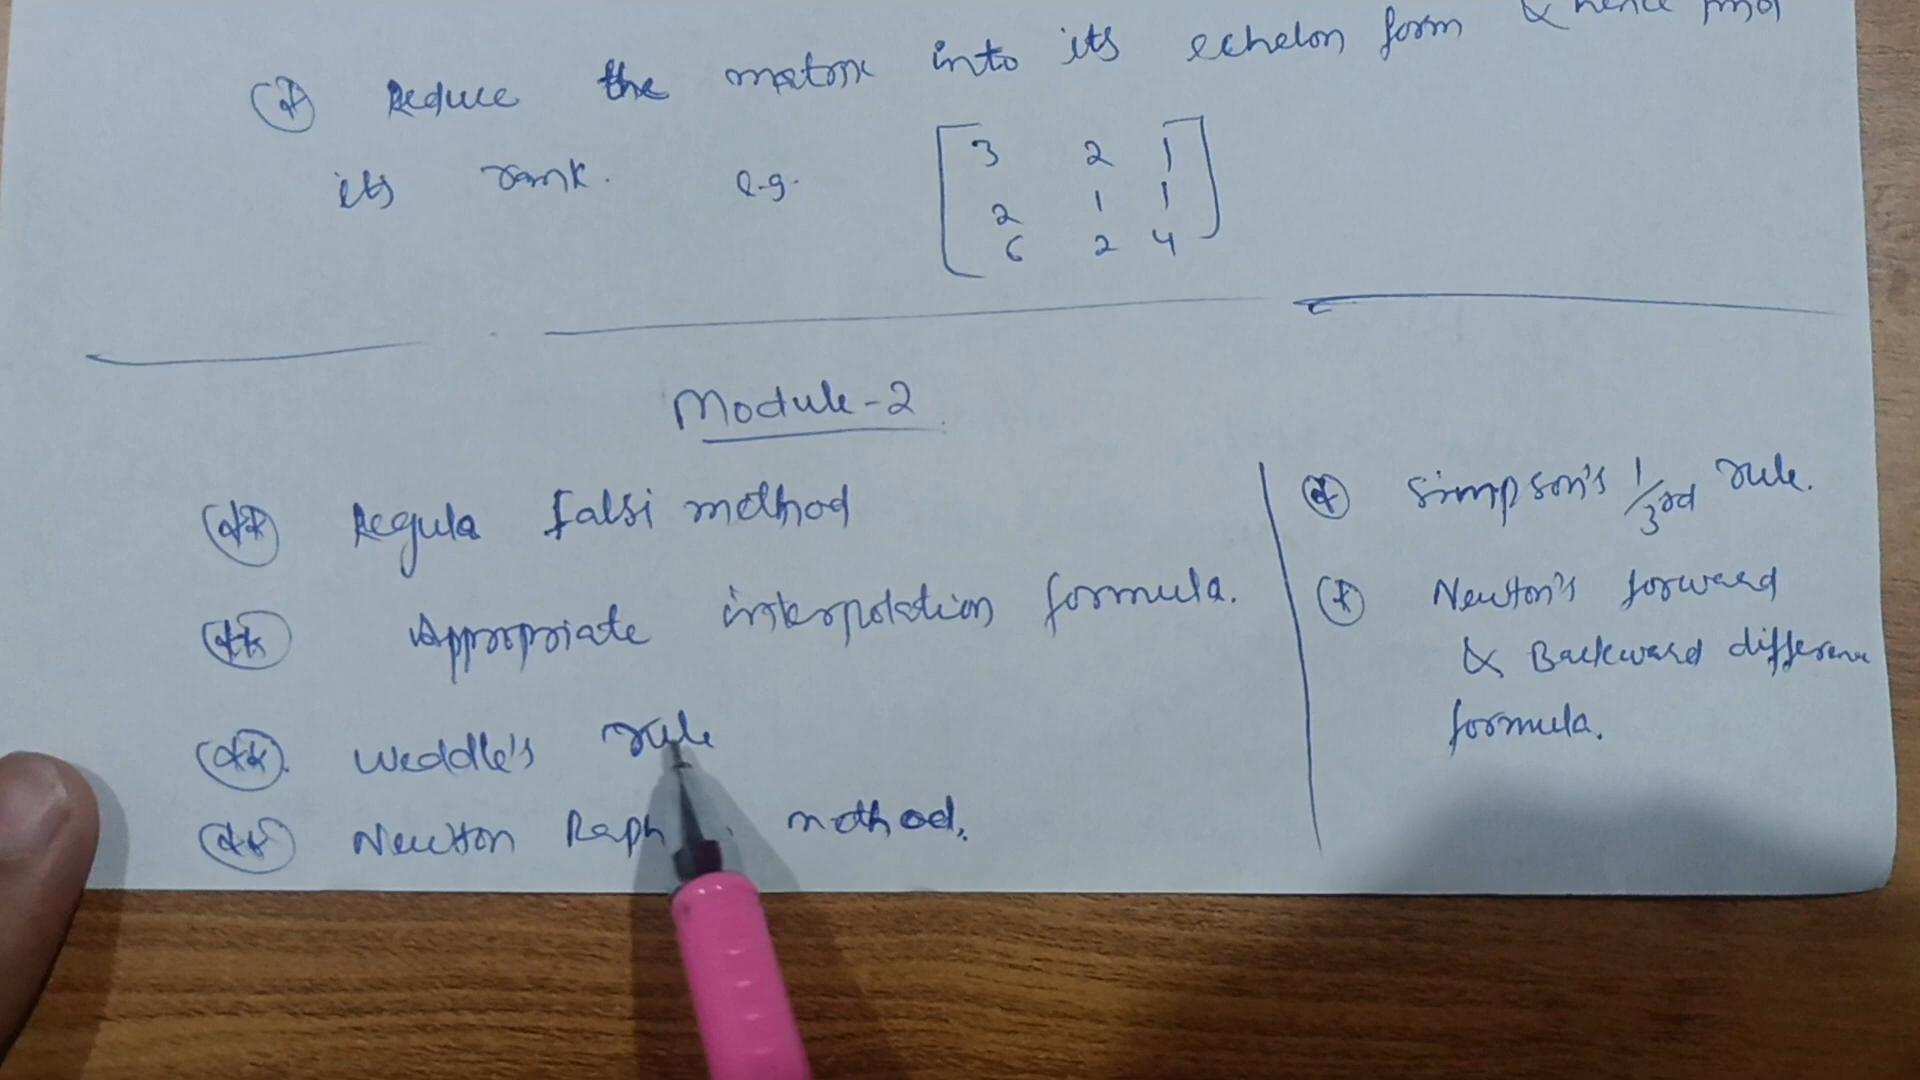 (*) Reduce the matrix into its echelon form & hence find
its rank. e.g. [3 2 1
2 1 1
6 2 4]
Module-2
(**) Regula falsi method
(**) Appropriate interpolation formula.
(**). Weddle's rule
(**) Newton Raph method.
(*) Simpson's 1/3rd rule.
(*) Newton's forward
& Backward difference
formula.